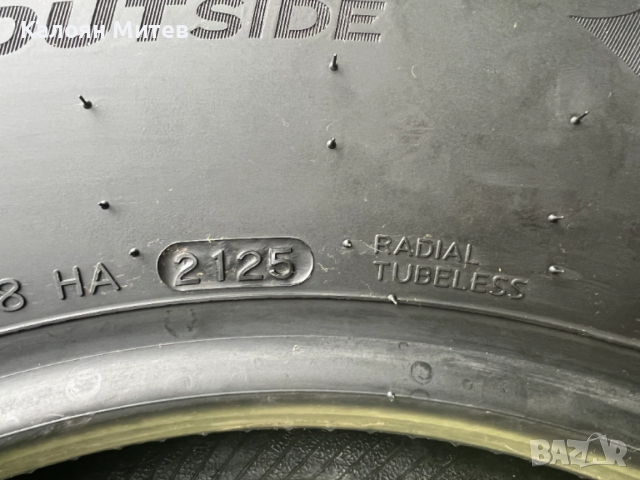 Калоян Митев
OUTSIDE
8 HA 2125 RADIAL
TUBELESS
BAZAR